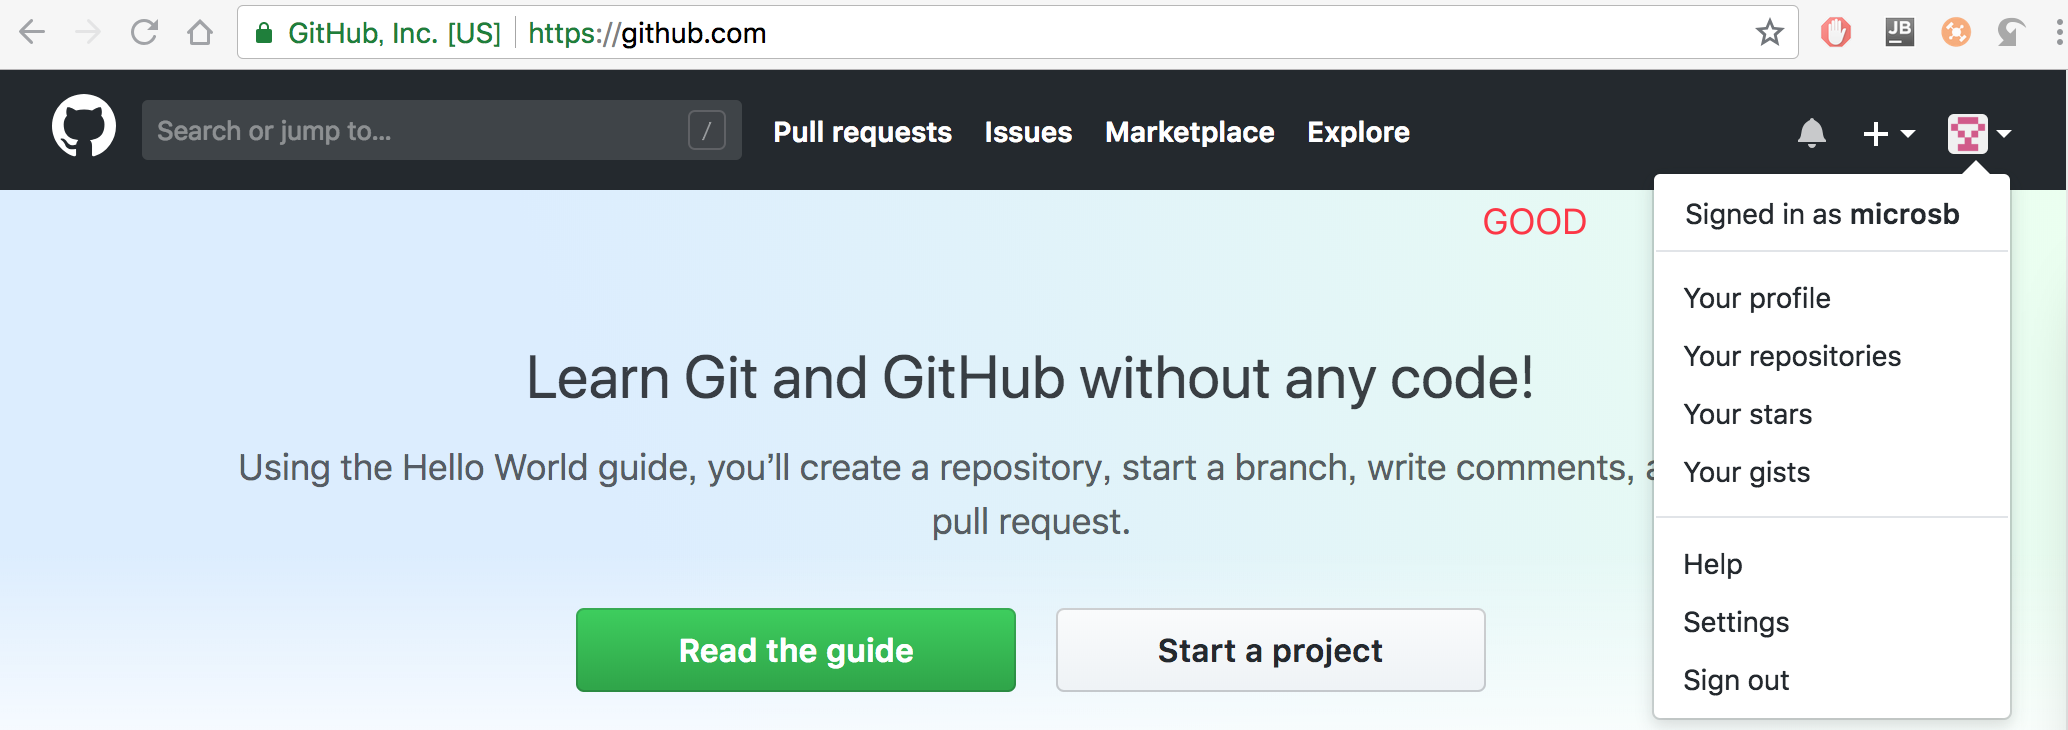 GitHub, Inc. [US] https://github.com
JB
Search or jump to... / Pull requests Issues Marketplace Explore
GOOD
Signed in as microsb
Your profile
Your repositories
Your stars
Your gists
Help
Settings
Sign out
Learn Git and GitHub without any code!
Using the Hello World guide, you’ll create a repository, start a branch, write comments,
pull request.
Read the guide Start a project